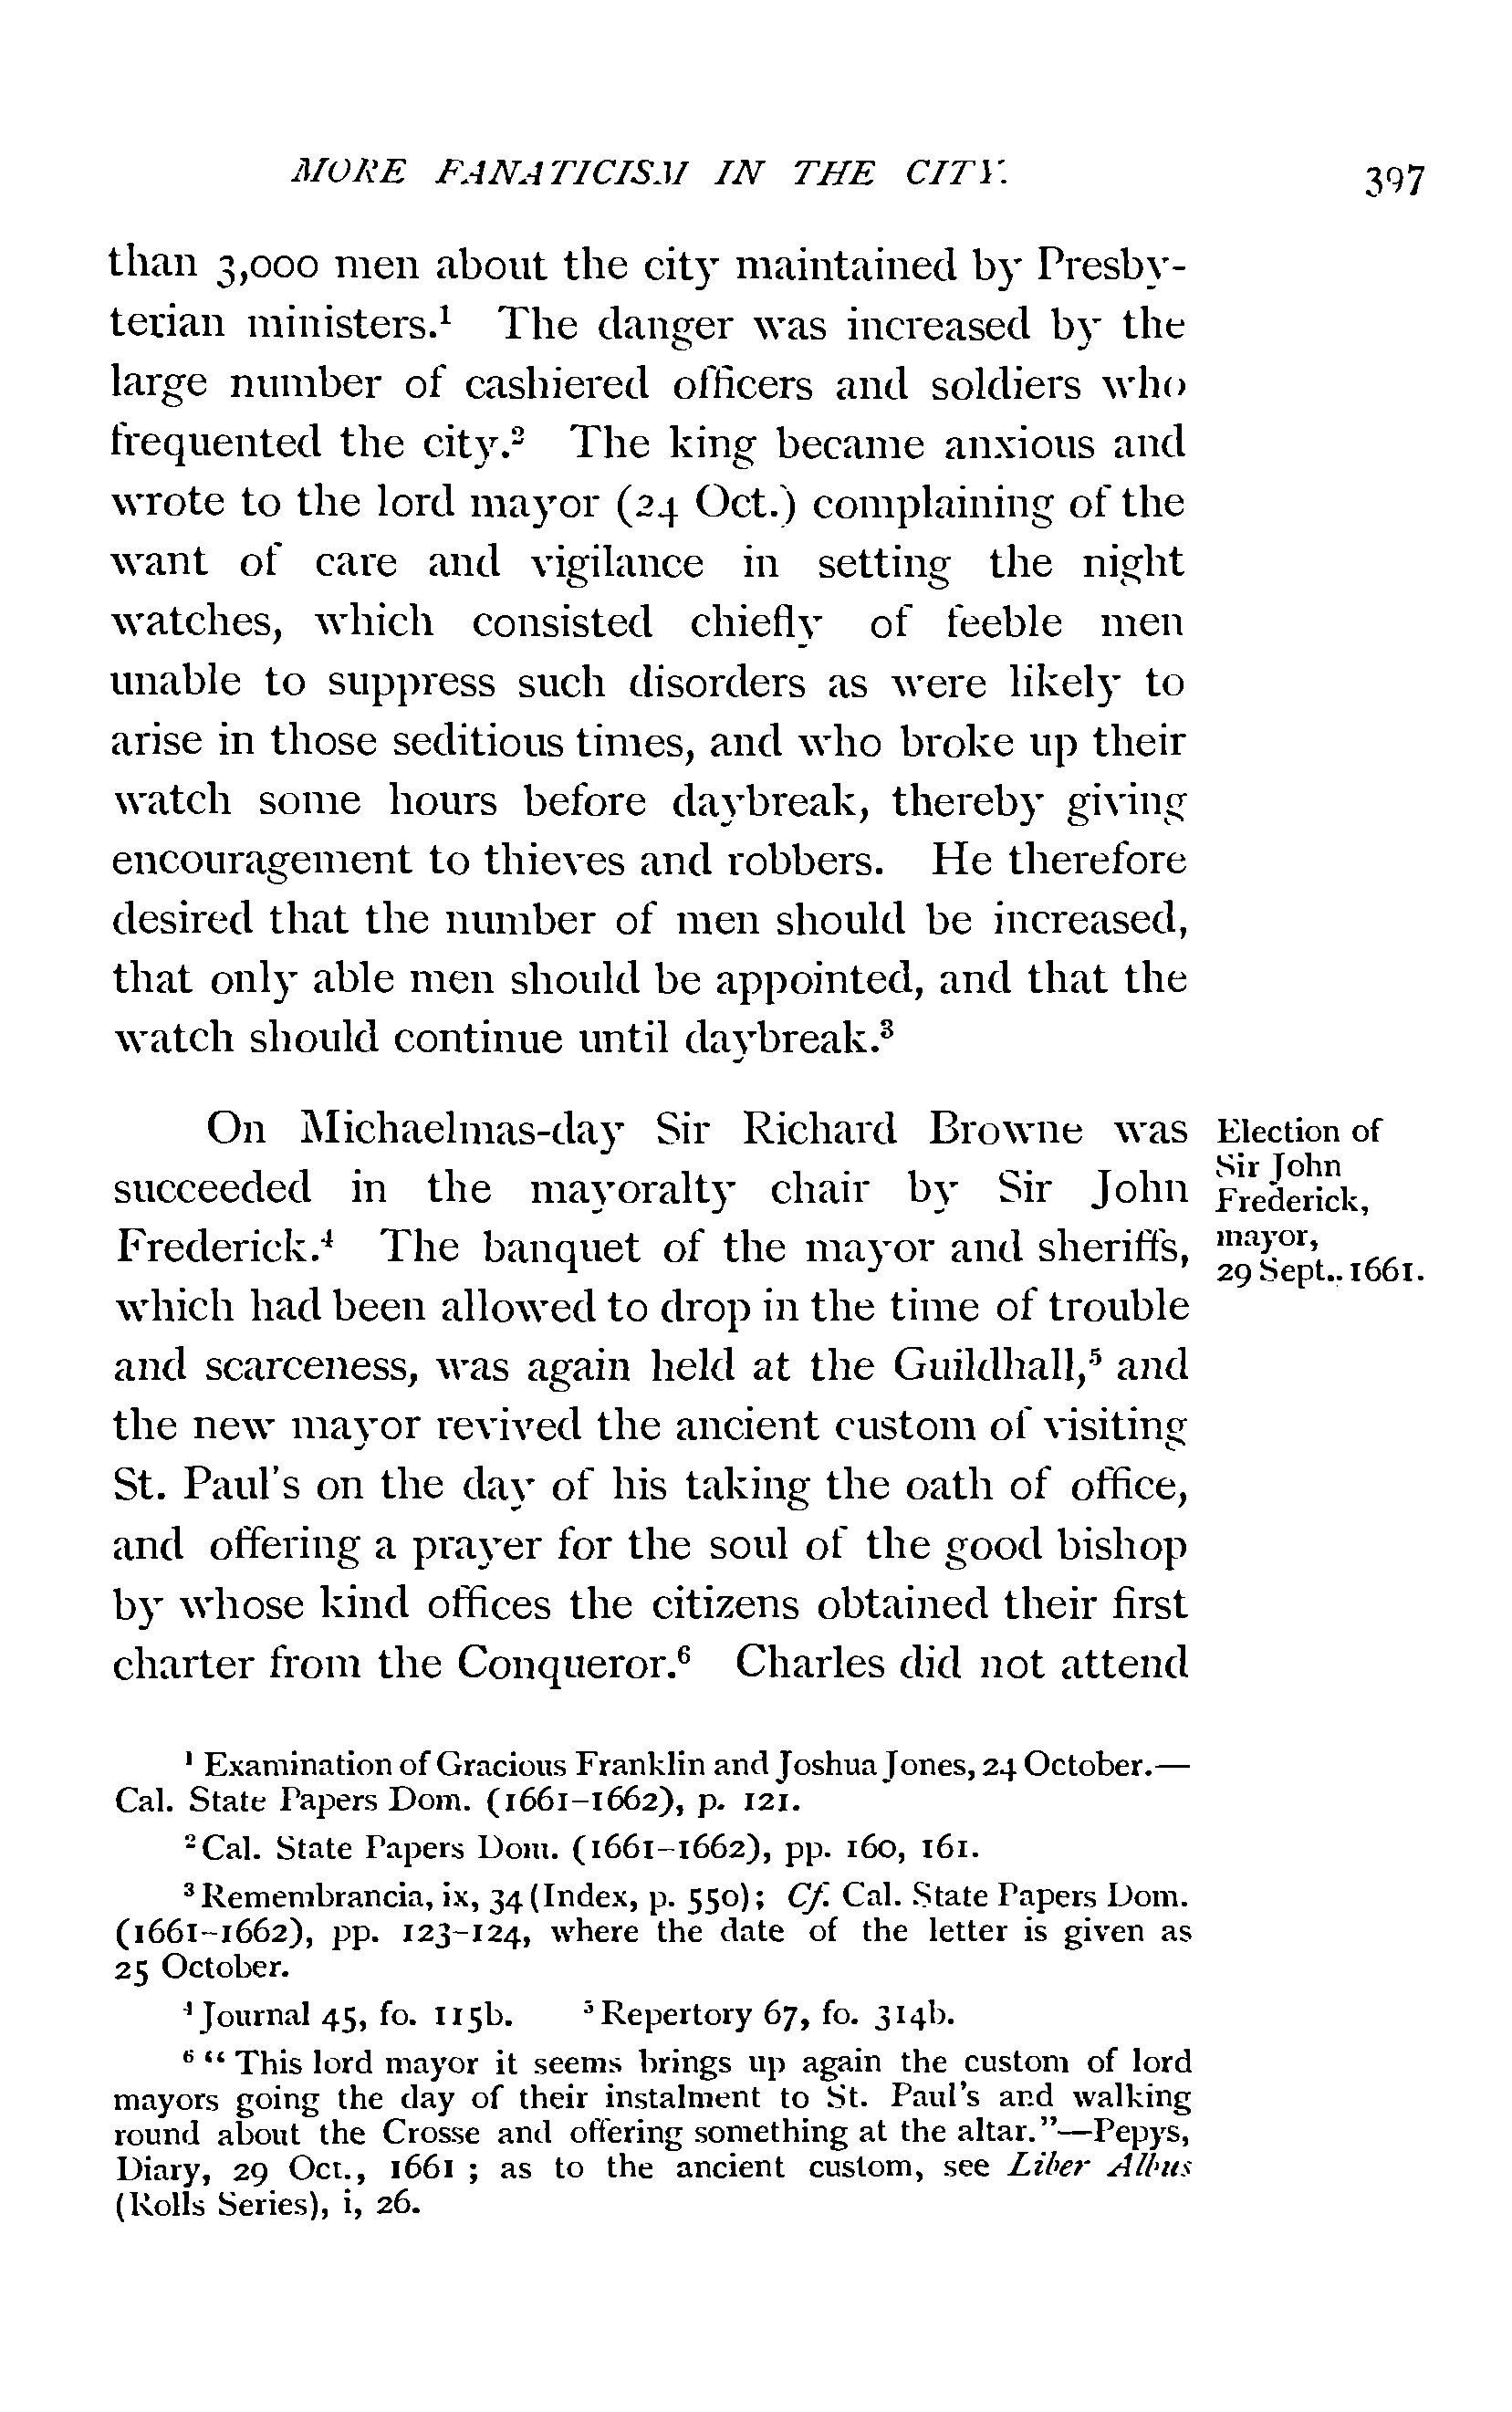 MORE FANATICISM IN THE CITY. 397
than 3,000 men about the city maintained by Presby-
terian ministers.¹ The danger was increased by the
large number of cashiered officers and soldiers who
frequented the city.² The king became anxious and
wrote to the lord mayor (24 Oct.) complaining of the
want of care and vigilance in setting the night
watches, which consisted chiefly of feeble men
unable to suppress such disorders as were likely to
arise in those seditious times, and who broke up their
watch some hours before daybreak, thereby giving
encouragement to thieves and robbers. He therefore
desired that the number of men should be increased,
that only able men should be appointed, and that the
watch should continue until daybreak.³
On Michaelmas-day Sir Richard Browne was
succeeded in the mayoralty chair by Sir John
Frederick.⁴ The banquet of the mayor and sheriffs,
which had been allowed to drop in the time of trouble
and scarceness, was again held at the Guildhall,⁵ and
the new mayor revived the ancient custom of visiting
St. Paul's on the day of his taking the oath of office,
and offering a prayer for the soul of the good bishop
by whose kind offices the citizens obtained their first
charter from the Conqueror.⁶ Charles did not attend
Election of
Sir John
Frederick,
mayor,
29 Sept.. 1661.
¹ Examination of Gracious Franklin and Joshua Jones, 24 October.—
Cal. State Papers Dom. (1661-1662), p. 121.
² Cal. State Papers Dom. (1661-1662), pp. 160, 161.
³ Remembrancia, ix, 34 (Index, p. 550); Cf. Cal. State Papers Dom.
(1661-1662), pp. 123-124, where the date of the letter is given as
25 October.
⁴ Journal 45, fo. 115b. ⁵ Repertory 67, fo. 314b.
⁶ “ This lord mayor it seems brings up again the custom of lord
mayors going the day of their instalment to St. Paul's and walking
round about the Crosse and offering something at the altar.”—Pepys,
Diary, 29 Oct., 1661 ; as to the ancient custom, see Liber Albus
(Rolls Series), i, 26.